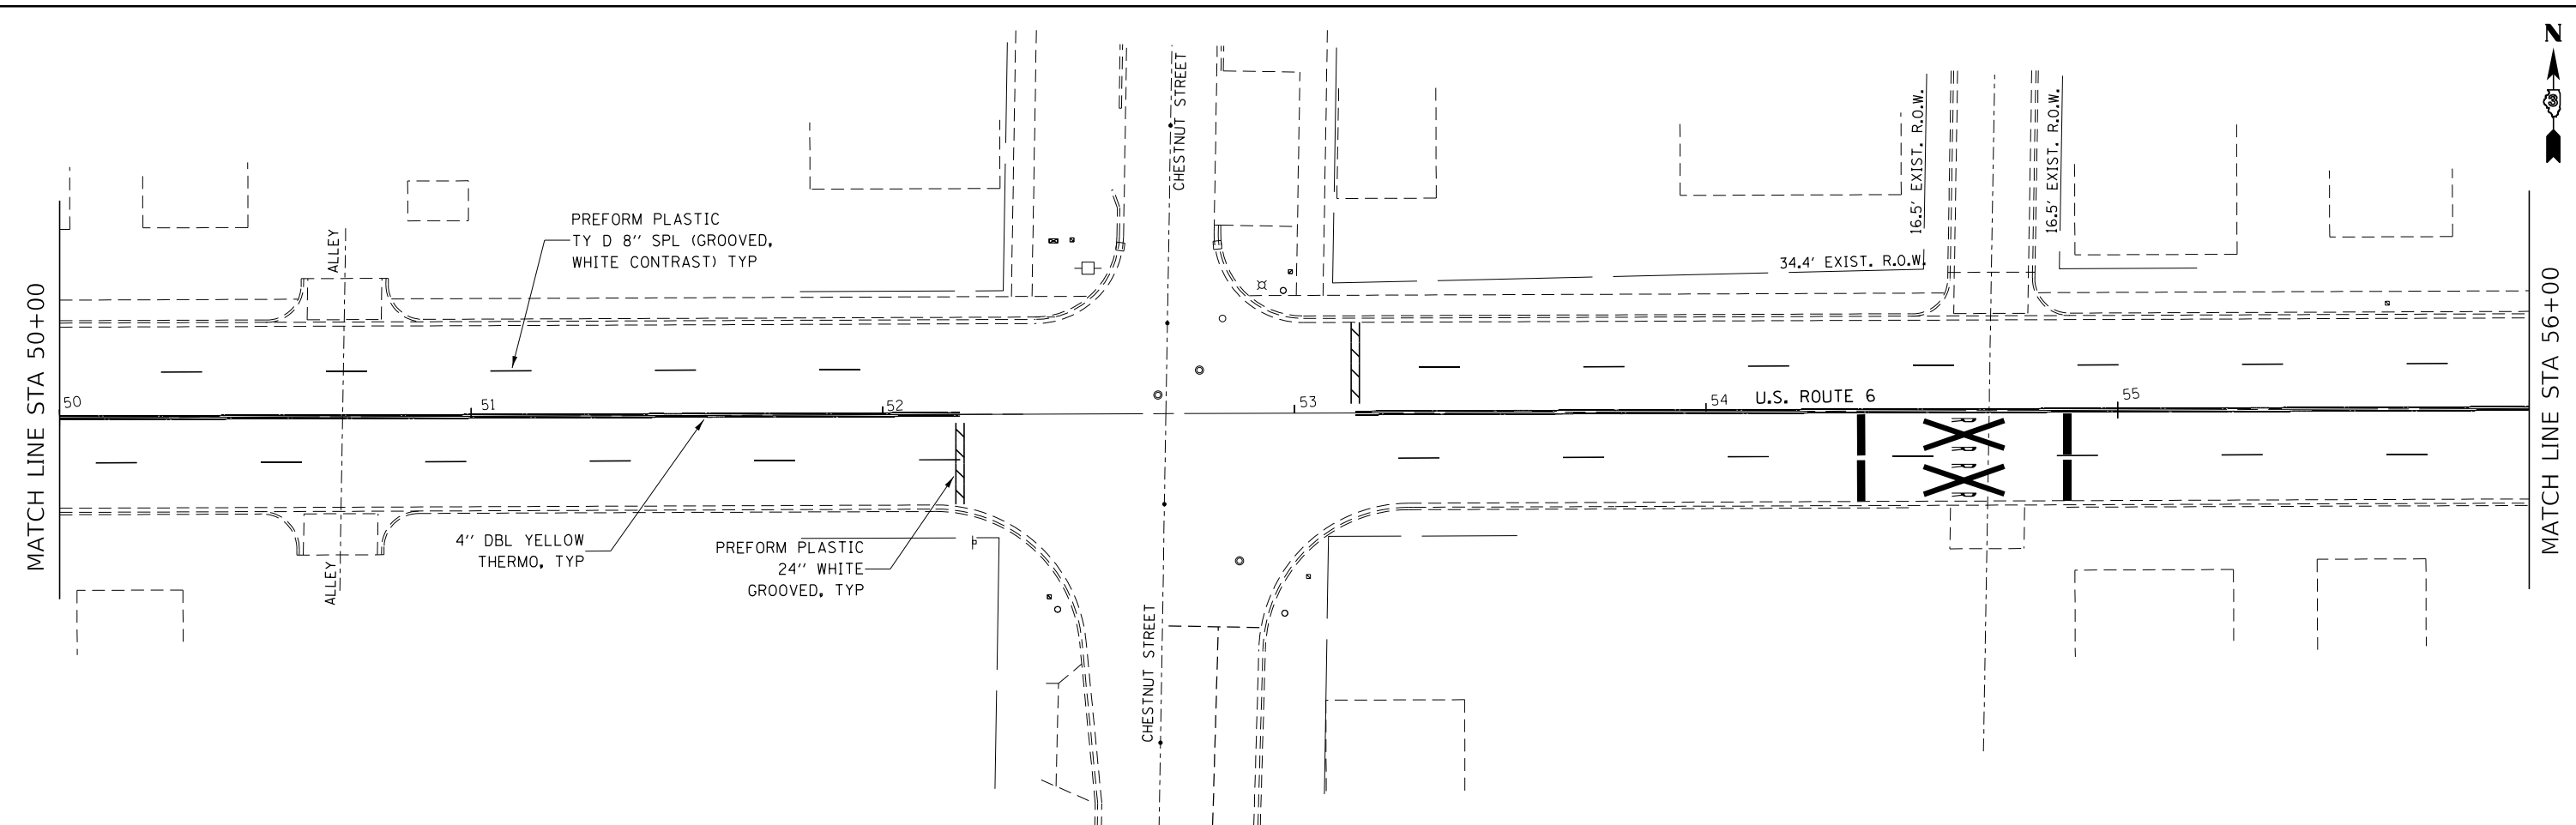 N
CHESTNUT STREET
16.5' EXIST. R.O.W.
16.5' EXIST. R.O.W.
PREFORM PLASTIC
TY D 8'' SPL (GROOVED,
WHITE CONTRAST) TYP
ALLEY
34.4' EXIST. R.O.W.
MATCH LINE STA 50+00
MATCH LINE STA 56+00
50
51
52
53
54
U.S. ROUTE 6
55
R
R
R
R
4'' DBL YELLOW
THERMO, TYP
PREFORM PLASTIC
24'' WHITE
GROOVED, TYP
ALLEY
CHESTNUT STREET